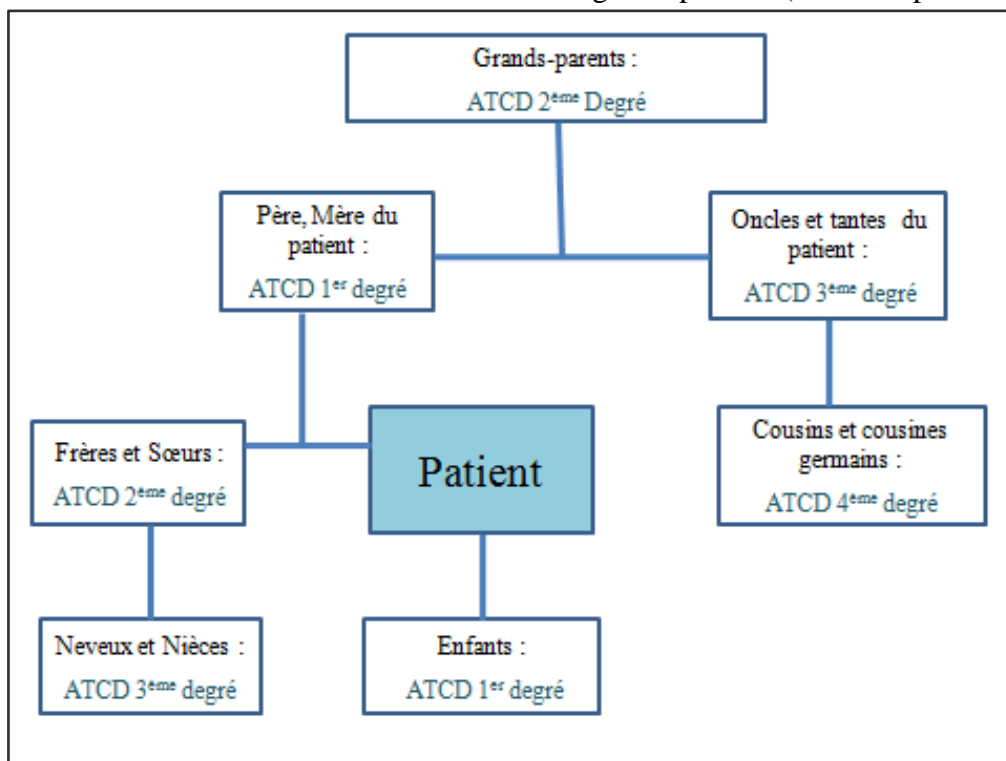 Grands-parents :
ATCD 2ème Degré
Père, Mère du
patient :
ATCD 1er degré
Oncles et tantes du
patient :
ATCD 3ème degré
Frères et Sœurs :
ATCD 2ème degré
Patient
Cousins et cousines
germains :
ATCD 4ème degré
Neveux et Nièces :
ATCD 3ème degré
Enfants :
ATCD 1er degré